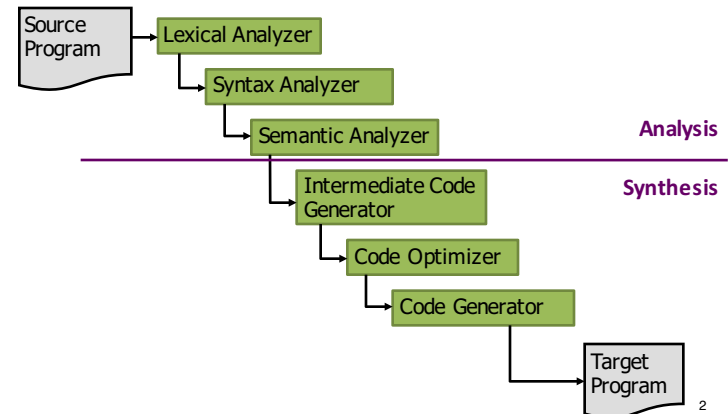 Source
Program
Lexical Analyzer
Syntax Analyzer
Semantic Analyzer
Analysis
Synthesis
Intermediate Code
Generator
Code Optimizer
Code Generator
Target
Program
2